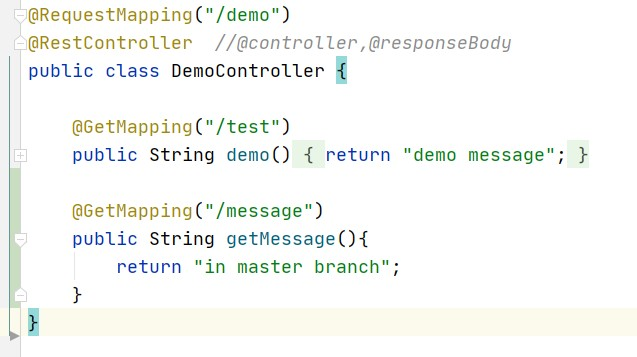 @RequestMapping("/demo")
@RestController  //@controller,@responseBody
public class DemoController {
@GetMapping("/test")
public String demo() { return "demo message"; }
@GetMapping("/message")
public String getMessage(){
return "in master branch";
}
}